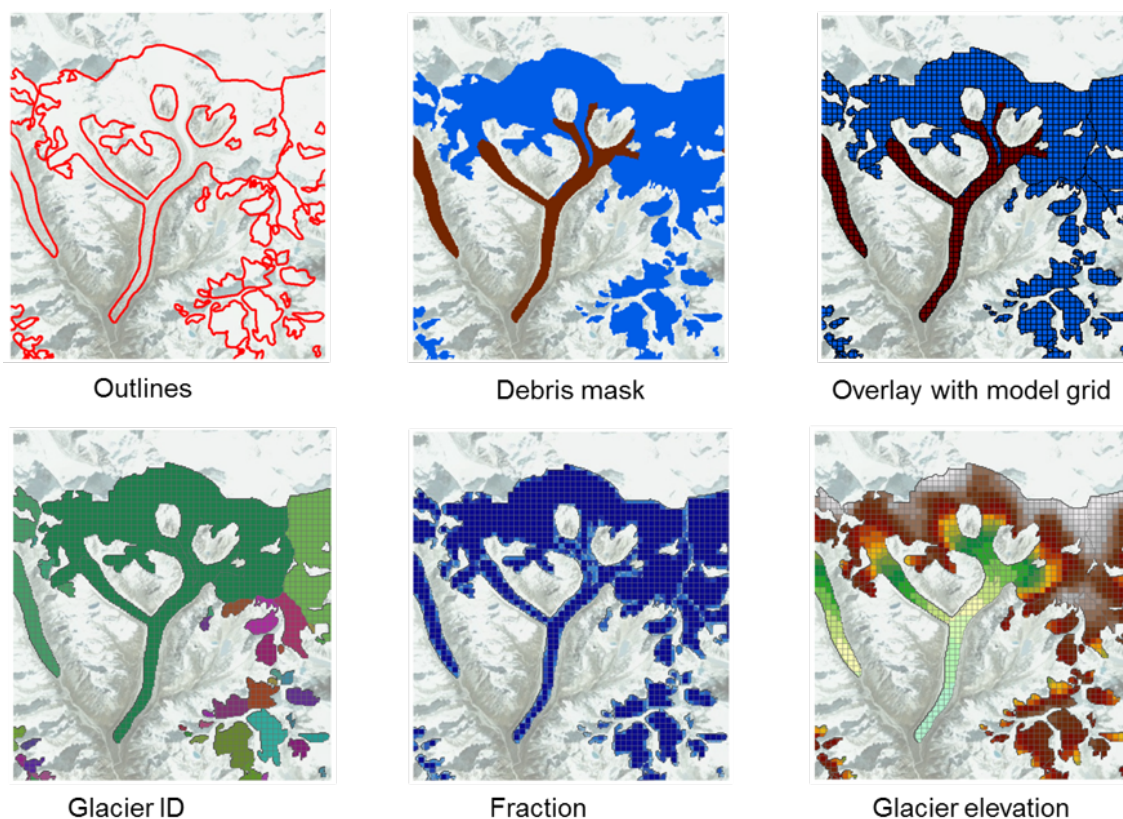 Outlines
Debris mask
Overlay with model grid
Glacier ID
Fraction
Glacier elevation